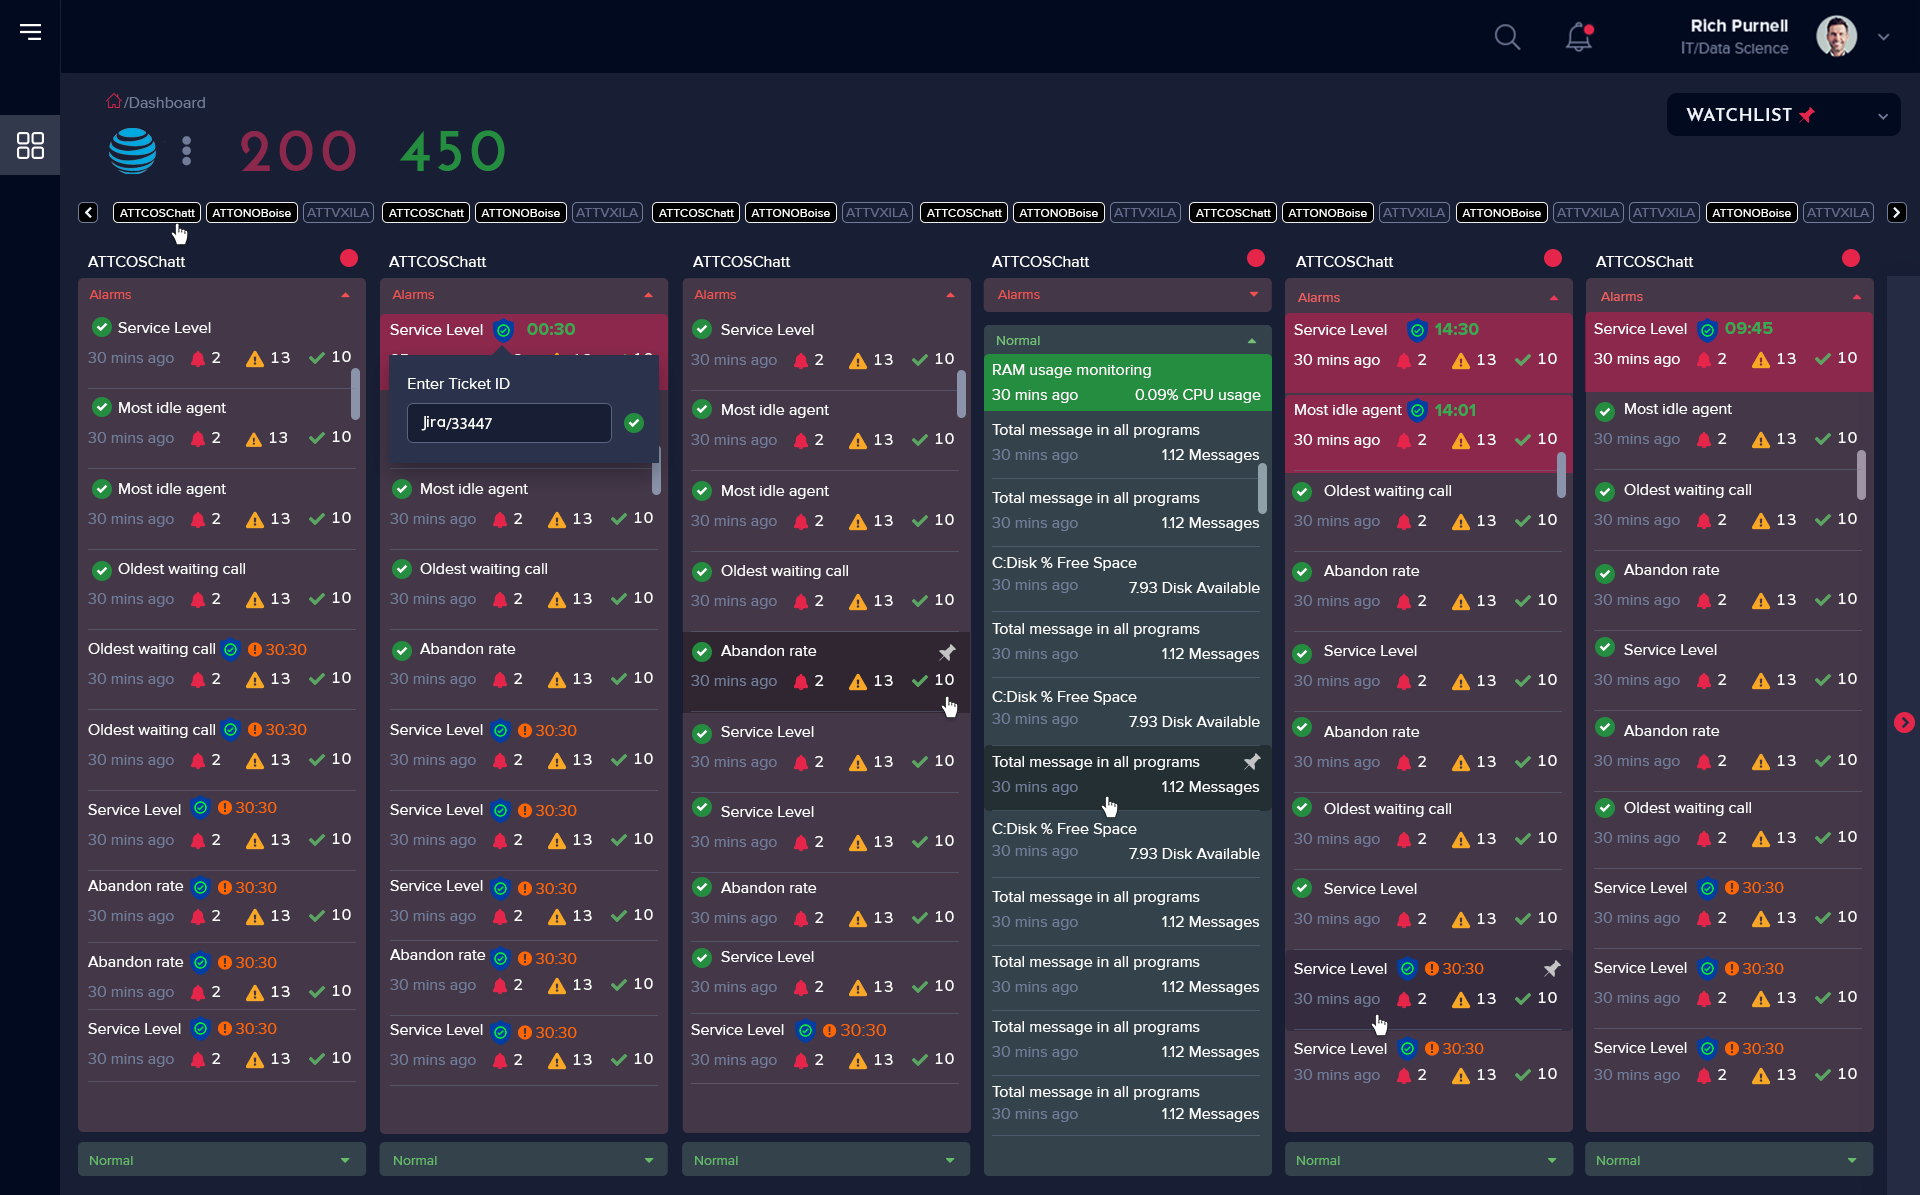 Rich Purnell
IT/Data Science
/Dashboard
WATCHLIST
200 450
ATTCOSChatt ATTONOBoise ATTVXILA ATTCOSChatt ATTONOBoise ATTVXILA ATTCOSChatt ATTONOBoise ATTVXILA ATTCOSChatt ATTONOBoise ATTVXILA ATTCOSChatt ATTONOBoise ATTVXILA ATTONOBoise ATTVXILA ATTVXILA ATTONOBoise ATTVXILA
ATTCOSChatt
Alarms
Service Level
30 mins ago 2 13 10
Most idle agent
30 mins ago 2 13 10
Most idle agent
30 mins ago 2 13 10
Oldest waiting call
30 mins ago 2 13 10
Oldest waiting call 30:30
30 mins ago 2 13 10
Oldest waiting call 30:30
30 mins ago 2 13 10
Service Level 30:30
30 mins ago 2 13 10
Abandon rate 30:30
30 mins ago 2 13 10
Abandon rate 30:30
30 mins ago 2 13 10
Service Level 30:30
30 mins ago 2 13 10
Normal
ATTCOSChatt
Alarms
Service Level 00:30
Enter Ticket ID
Jira/33447
Most idle agent
30 mins ago 2 13 10
Oldest waiting call
30 mins ago 2 13 10
Abandon rate
30 mins ago 2 13 10
Service Level 30:30
30 mins ago 2 13 10
Service Level 30:30
30 mins ago 2 13 10
Service Level 30:30
30 mins ago 2 13 10
Abandon rate 30:30
30 mins ago 2 13 10
Service Level 30:30
30 mins ago 2 13 10
Normal
ATTCOSChatt
Alarms
Service Level
30 mins ago 2 13 10
Most idle agent
30 mins ago 2 13 10
Most idle agent
30 mins ago 2 13 10
Oldest waiting call
30 mins ago 2 13 10
Abandon rate
30 mins ago 2 13 10
Service Level
30 mins ago 2 13 10
Service Level
30 mins ago 2 13 10
Abandon rate
30 mins ago 2 13 10
Service Level
30 mins ago 2 13 10
Service Level 30:30
30 mins ago 2 13 10
Normal
ATTCOSChatt
Alarms
Normal
RAM usage monitoring
30 mins ago 0.09% CPU usage
Total message in all programs
30 mins ago 1.12 Messages
Total message in all programs
30 mins ago 1.12 Messages
C:Disk % Free Space
30 mins ago 7.93 Disk Available
Total message in all programs
30 mins ago 1.12 Messages
C:Disk % Free Space
30 mins ago 7.93 Disk Available
Total message in all programs
30 mins ago 1.12 Messages
C:Disk % Free Space
30 mins ago 7.93 Disk Available
Total message in all programs
30 mins ago 1.12 Messages
Total message in all programs
30 mins ago 1.12 Messages
Total message in all programs
30 mins ago 1.12 Messages
Total message in all programs
30 mins ago 1.12 Messages
ATTCOSChatt
Alarms
Service Level 14:30
30 mins ago 2 13 10
Most idle agent 14:01
30 mins ago 2 13 10
Oldest waiting call
30 mins ago 2 13 10
Abandon rate
30 mins ago 2 13 10
Service Level
30 mins ago 2 13 10
Abandon rate
30 mins ago 2 13 10
Oldest waiting call
30 mins ago 2 13 10
Service Level
30 mins ago 2 13 10
Service Level 30:30
30 mins ago 2 13 10
Service Level 30:30
30 mins ago 2 13 10
Normal
ATTCOSChatt
Alarms
Service Level 09:45
30 mins ago 2 13 10
Most idle agent
30 mins ago 2 13 10
Oldest waiting call
30 mins ago 2 13 10
Abandon rate
30 mins ago 2 13 10
Service Level
30 mins ago 2 13 10
Abandon rate
30 mins ago 2 13 10
Oldest waiting call
30 mins ago 2 13 10
Service Level 30:30
30 mins ago 2 13 10
Service Level 30:30
30 mins ago 2 13 10
Service Level 30:30
30 mins ago 2 13 10
Normal